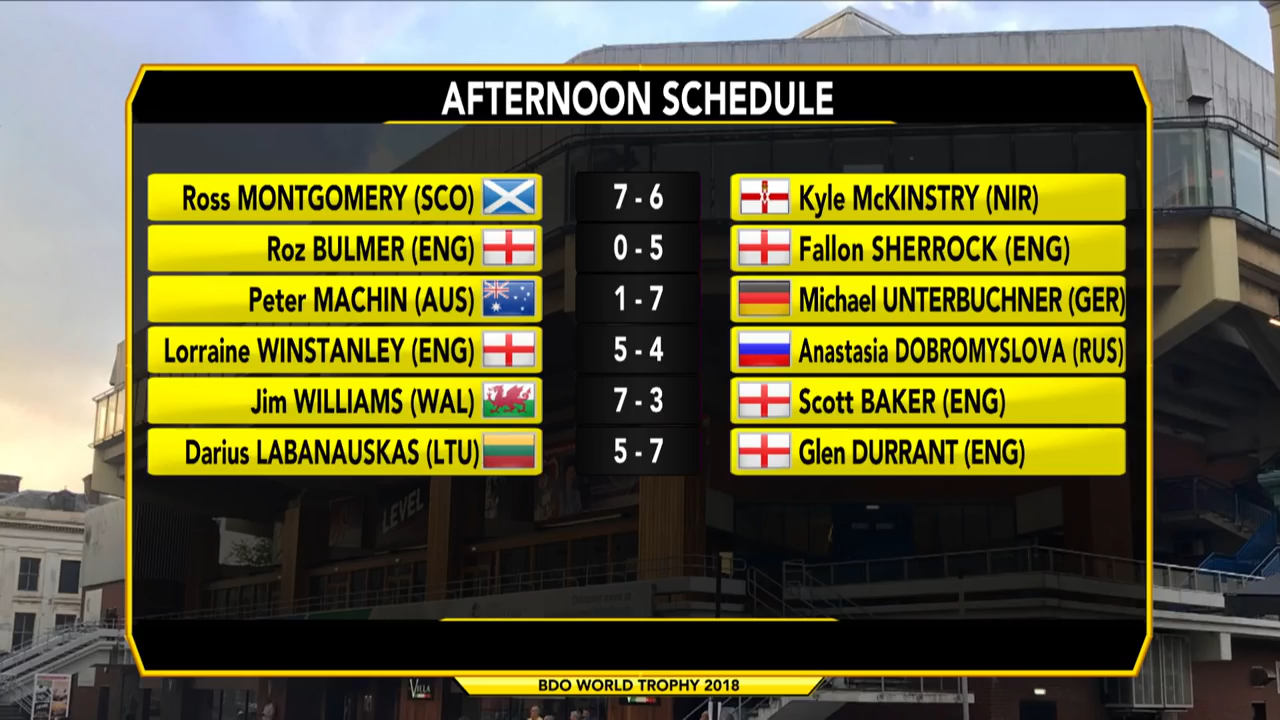 AFTERNOON SCHEDULE
Ross MONTGOMERY (SCO) 7 - 6 Kyle McKINSTRY (NIR)
Roz BULMER (ENG) 0 - 5 Fallon SHERROCK (ENG)
Peter MACHIN (AUS) 1 - 7 Michael UNTERBUCHNER (GER)
Lorraine WINSTANLEY (ENG) 5 - 4 Anastasia DOBROMYSLOVA (RUS)
Jim WILLIAMS (WAL) 7 - 3 Scott BAKER (ENG)
Darius LABANAUSKAS (LTU) 5 - 7 Glen DURRANT (ENG)
LEVEL
VILLA
BDO WORLD TROPHY 2018